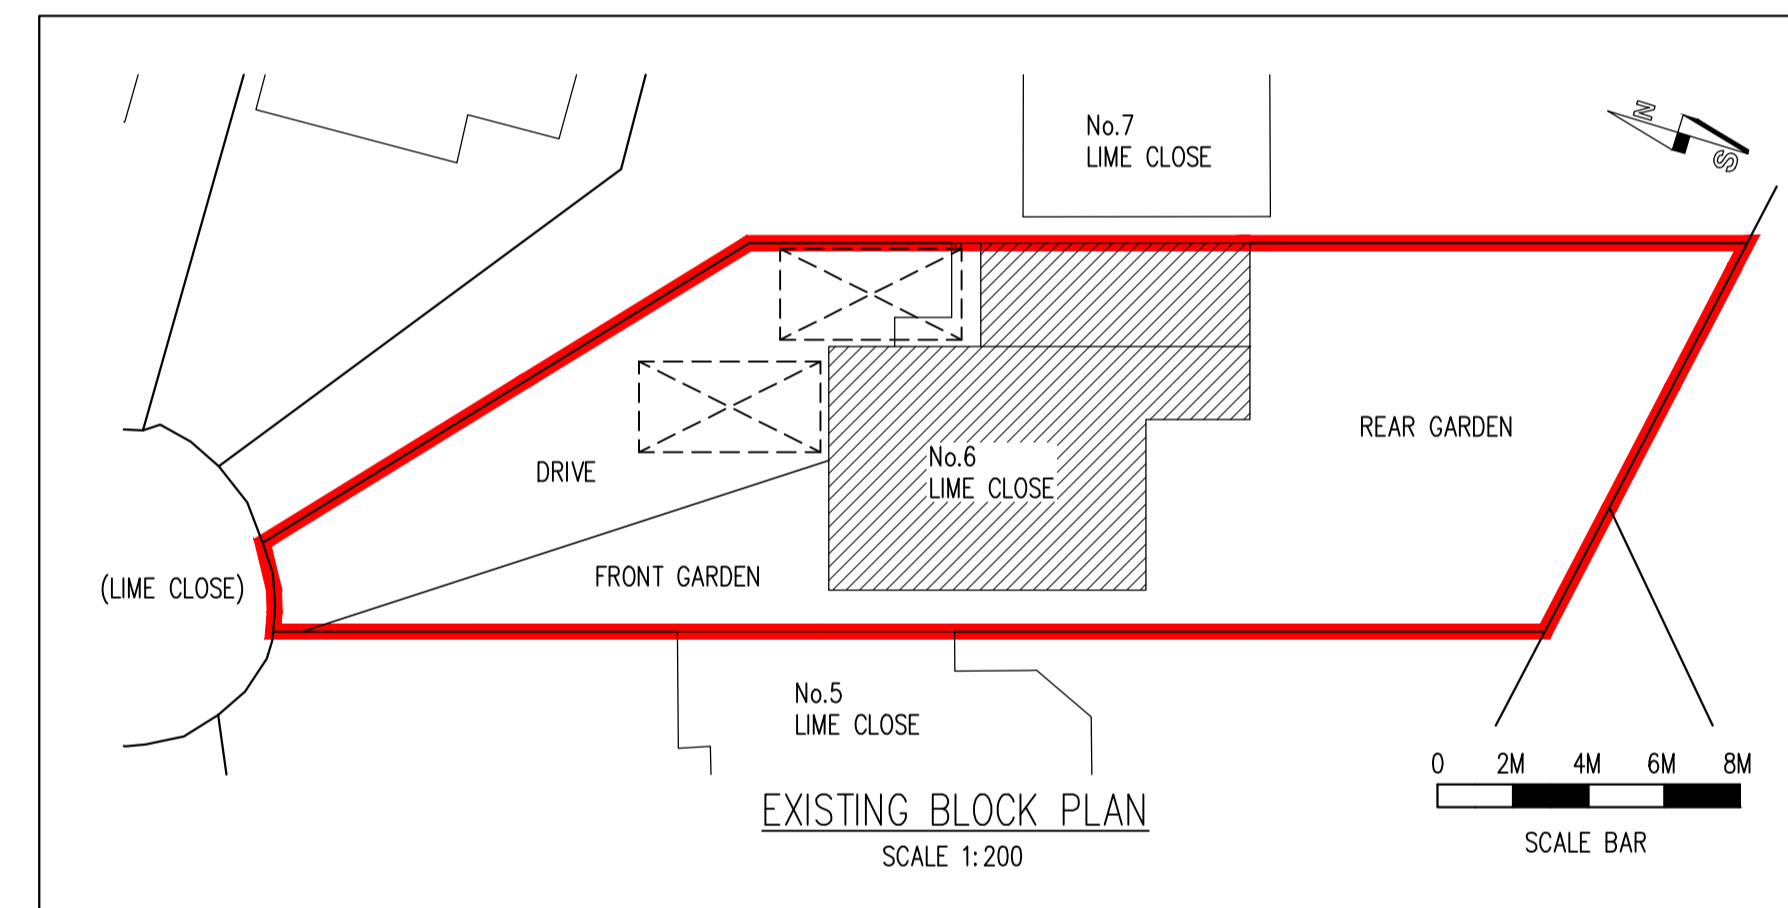 No.7
LIME CLOSE
N
S
REAR GARDEN
No.6
LIME CLOSE
DRIVE
FRONT GARDEN
(LIME CLOSE)
No.5
LIME CLOSE
0 2M 4M 6M 8M
SCALE BAR
EXISTING BLOCK PLAN
SCALE 1:200